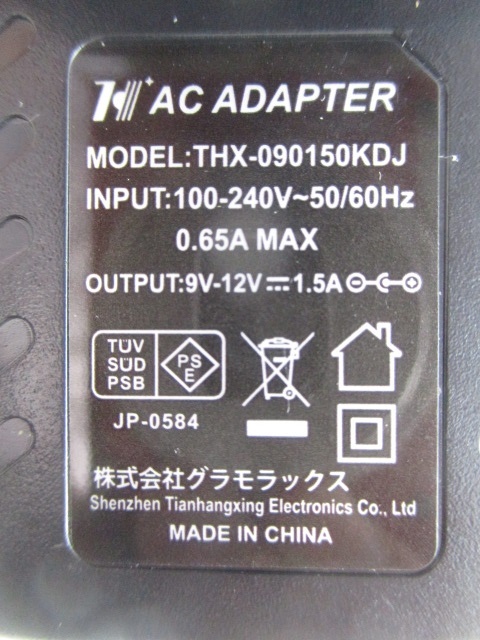 AC ADAPTER
MODEL:THX-090150KDJ
INPUT:100-240V~50/60Hz
0.65A MAX
OUTPUT:9V-12V⎓1.5A
TÜV
SÜD
PSB
PS
E
JP-0584
株式会社グラモラックス
Shenzhen Tianhangxing Electronics Co., Ltd
MADE IN CHINA